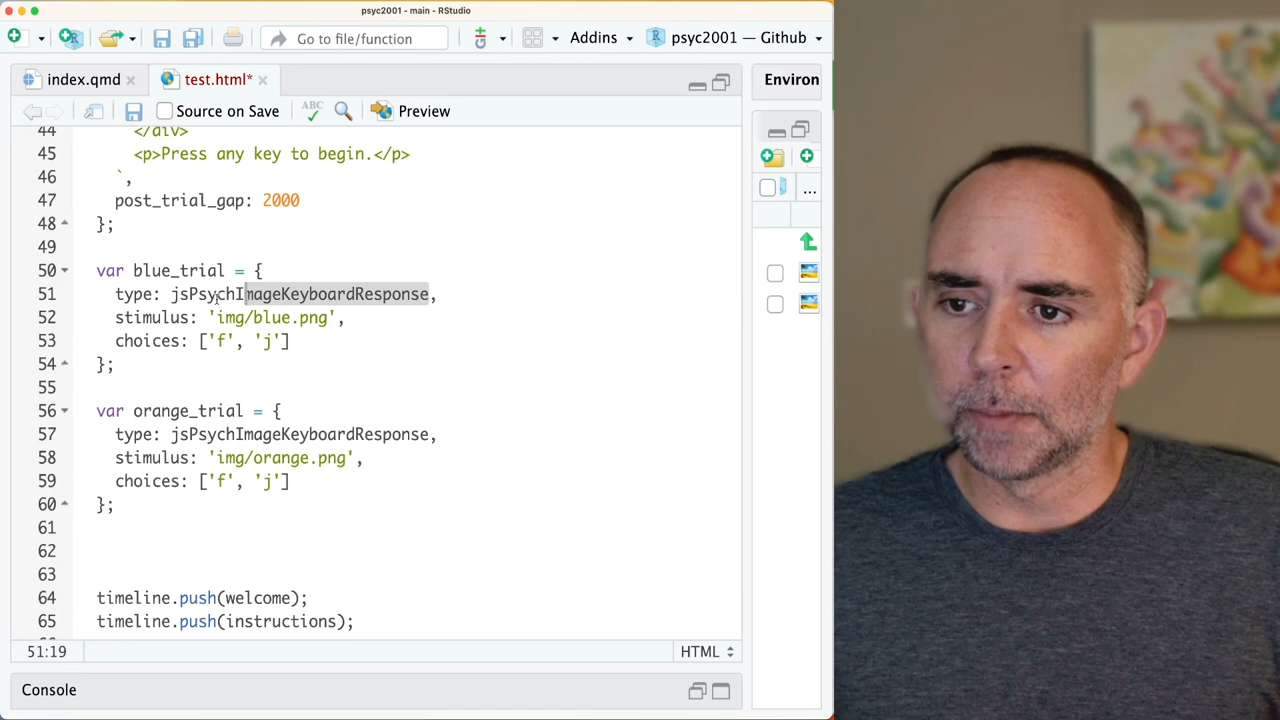 psyc2001 - main - RStudio
Go to file/function
Addins
psyc2001 — Github
index.qmd
test.html*
Environ
Source on Save
ABC
Preview
44 </div>
45 <p>Press any key to begin.</p>
46 `,
47 post_trial_gap: 2000
48 };
49
50 var blue_trial = {
51 type: jsPsychImageKeyboardResponse,
52 stimulus: 'img/blue.png',
53 choices: ['f', 'j']
54 };
55
56 var orange_trial = {
57 type: jsPsychImageKeyboardResponse,
58 stimulus: 'img/orange.png',
59 choices: ['f', 'j']
60 };
61
62
63
64 timeline.push(welcome);
65 timeline.push(instructions);
51:19
HTML
Console
...